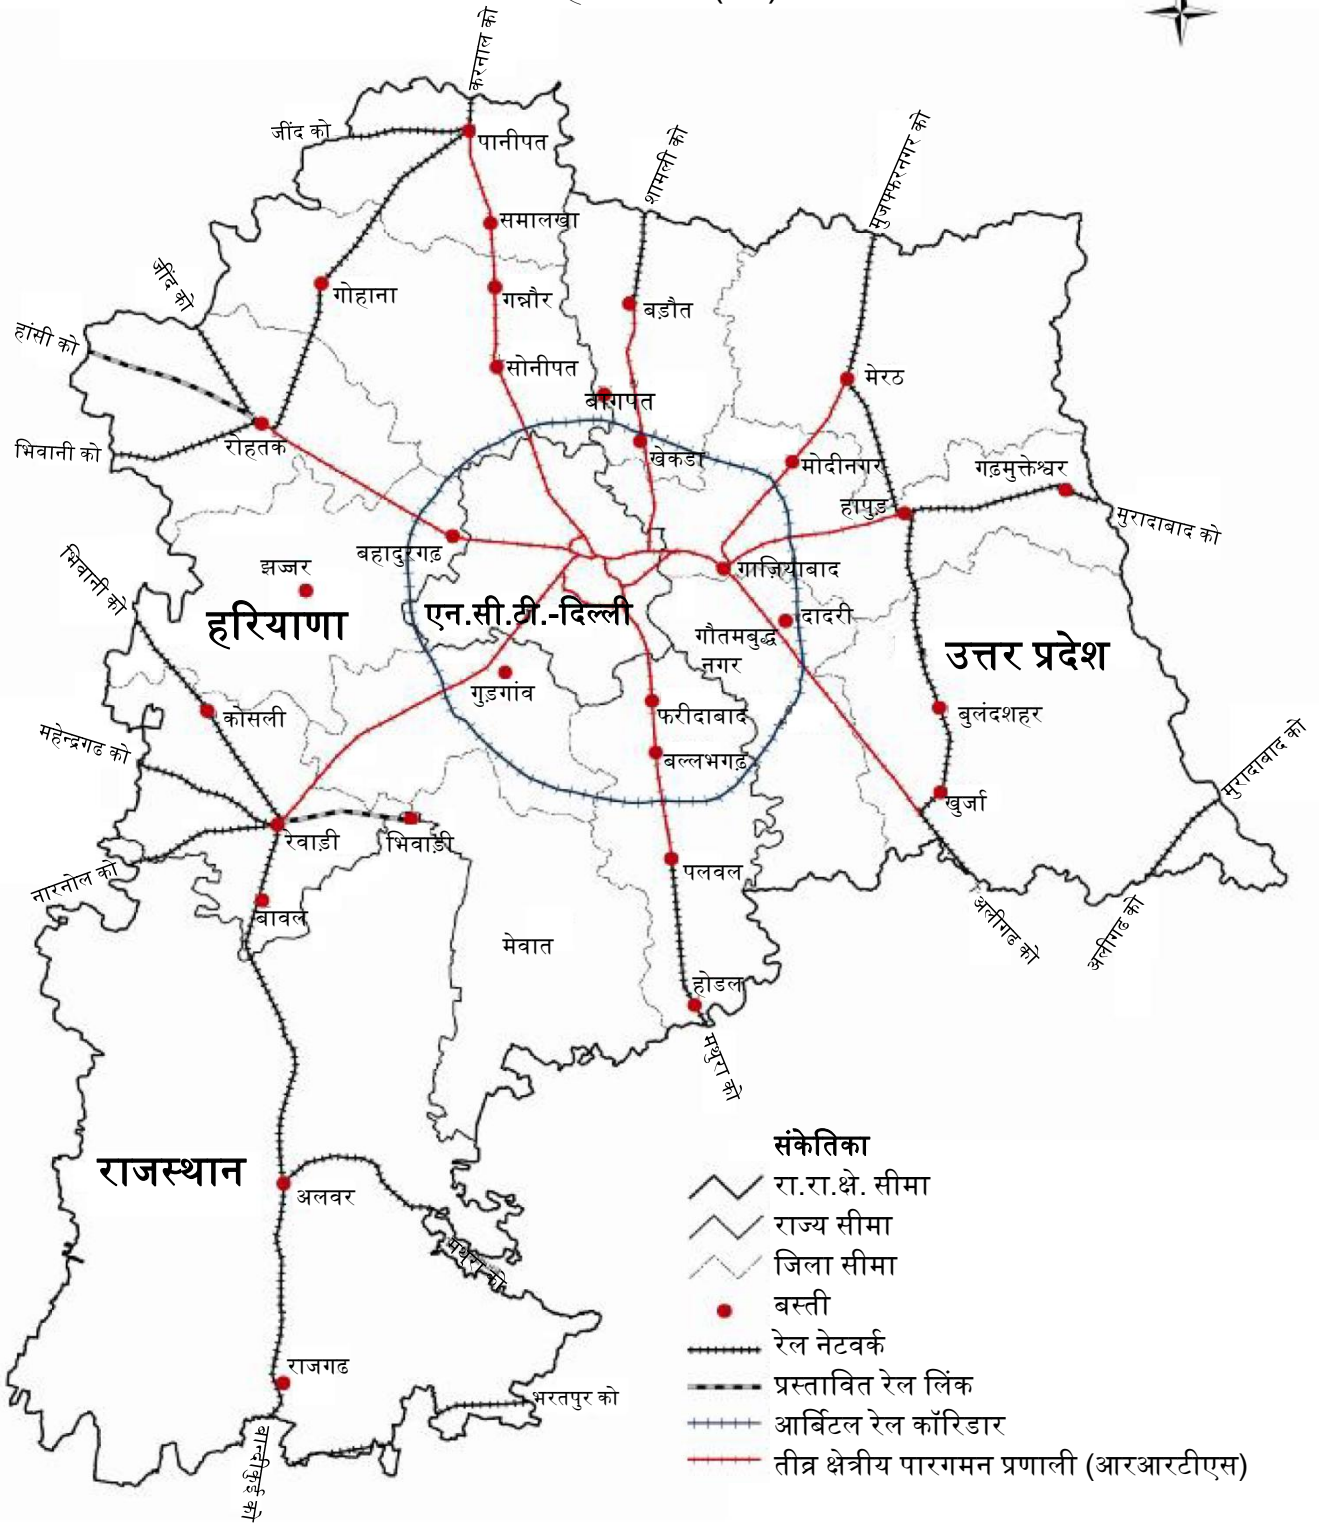 करनाल को
जींद को
पानीपत
शामली को
मुजफ्फरनगर को
समालखा
जींद को
गोहाना
गन्नौर
बड़ौत
हांसी को
सोनीपत
मेरठ
बागपत
रोहतक
भिवानी को
खेकडा
मोदीनगर
गढ़मुक्तेश्वर
हापुड़
मुरादाबाद को
बहादुरगढ़
झज्जर
गाज़ियाबाद
भिवानी को
हरियाणा
एन.सी.टी.-दिल्ली
दादरी
गौतमबुद्ध
नगर
उत्तर प्रदेश
गुड़गांव
कोसली
फरीदाबाद
बुलंदशहर
महेन्द्रगढ को
बल्लभगढ़
मुरादाबाद को
खुर्जा
रेवाड़ी
भिवाड़ी
नारनोल को
पलवल
बावल
अलीगढ को
अलीगढ को
मेवात
होडल
मथुरा को
राजस्थान
अलवर
मथुरा को
राजगढ
भरतपुर को
बान्दीकुई को
संकेतिका
रा.रा.क्षे. सीमा
राज्य सीमा
जिला सीमा
बस्ती
रेल नेटवर्क
प्रस्तावित रेल लिंक
आर्बिटल रेल कॉरिडार
तीव्र क्षेत्रीय पारगमन प्रणाली (आरआरटीएस)